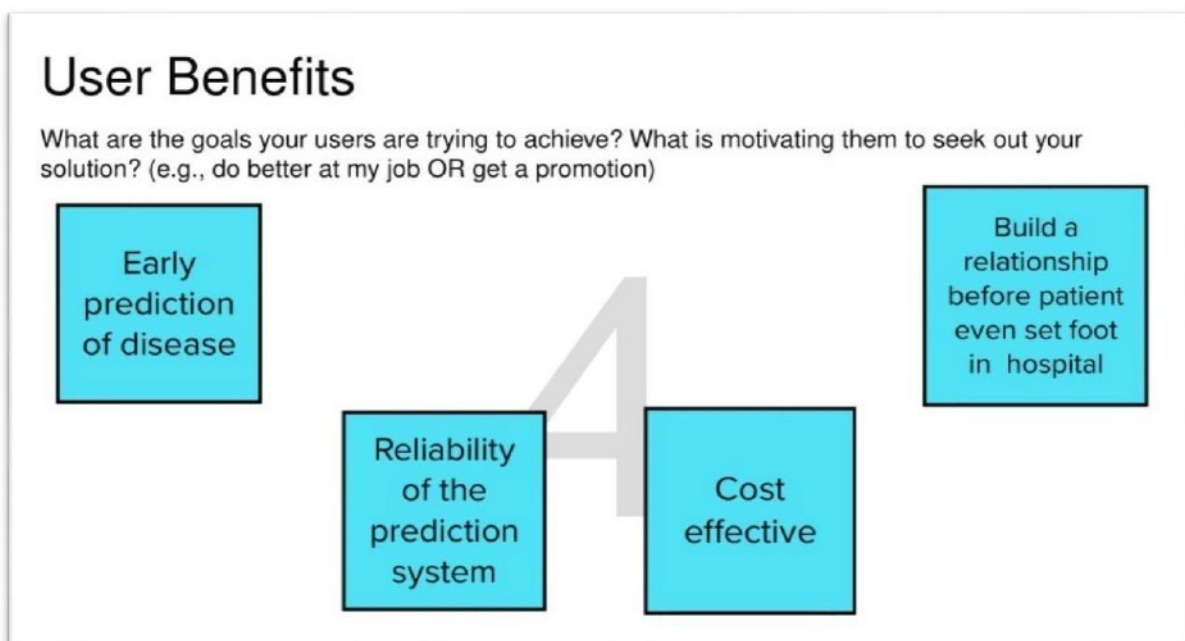 User Benefits
What are the goals your users are trying to achieve? What is motivating them to seek out your
solution? (e.g., do better at my job OR get a promotion)
Early
prediction
of disease
Build a
relationship
before patient
even set foot
in hospital
4
Reliability
of the
prediction
system
Cost
effective